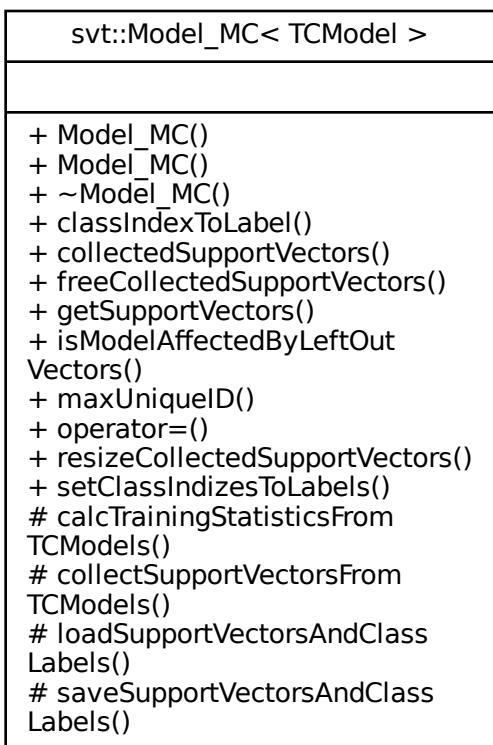 svt::Model_MC< TCModel >
+ Model_MC()
+ Model_MC()
+ ~Model_MC()
+ classIndexToLabel()
+ collectedSupportVectors()
+ freeCollectedSupportVectors()
+ getSupportVectors()
+ isModelAffectedByLeftOut
Vectors()
+ maxUniqueID()
+ operator=()
+ resizeCollectedSupportVectors()
+ setClassIndizesToLabels()
# calcTrainingStatisticsFrom
TCModels()
# collectSupportVectorsFrom
TCModels()
# loadSupportVectorsAndClass
Labels()
# saveSupportVectorsAndClass
Labels()